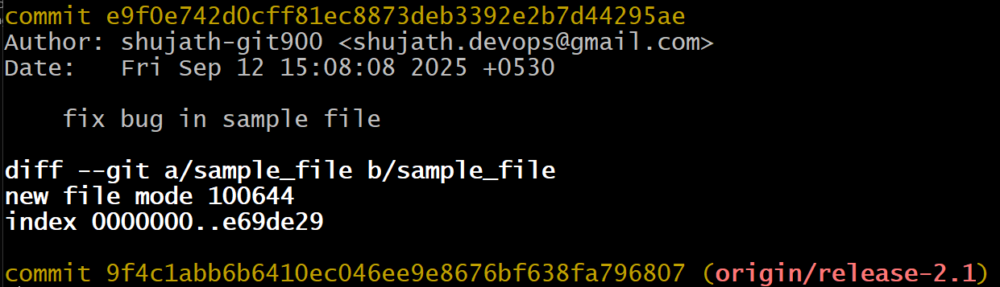 commit e9f0e742d0cff81ec8873deb3392e2b7d44295ae
Author: shujath-git900 <shujath.devops@gmail.com>
Date:   Fri Sep 12 15:08:08 2025 +0530
fix bug in sample file
diff --git a/sample_file b/sample_file
new file mode 100644
index 0000000..e69de29
commit 9f4c1abb6b6410ec046ee9e8676bf638fa796807 (origin/release-2.1)